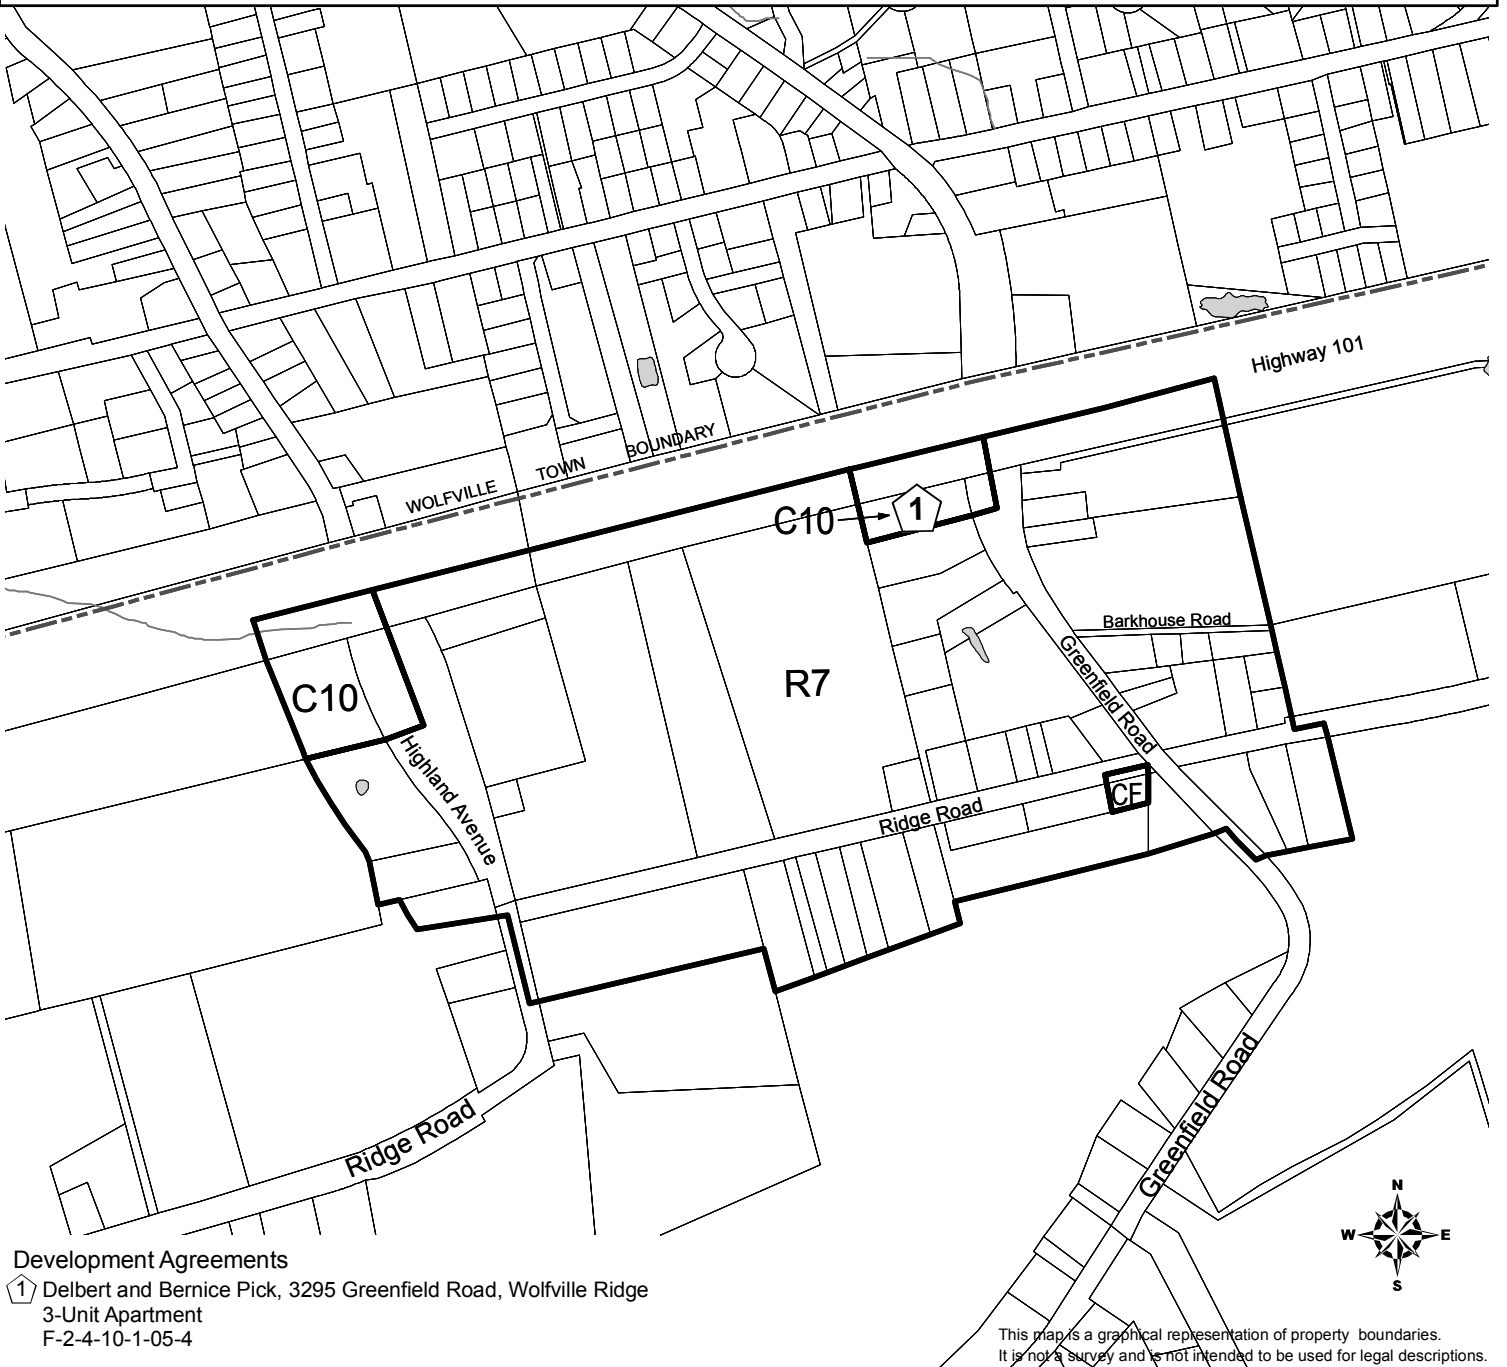 Highway 101
WOLFVILLE TOWN BOUNDARY
C10
1
Barkhouse Road
Greenfield Road
R7
C10
Highland Avenue
CF
Ridge Road
Greenfield Road
Ridge Road
N
W E
S
Development Agreements
1 Delbert and Bernice Pick, 3295 Greenfield Road, Wolfville Ridge
3-Unit Apartment
F-2-4-10-1-05-4
This map is a graphical representation of property boundaries.
It is not a survey and is not intended to be used for legal descriptions.